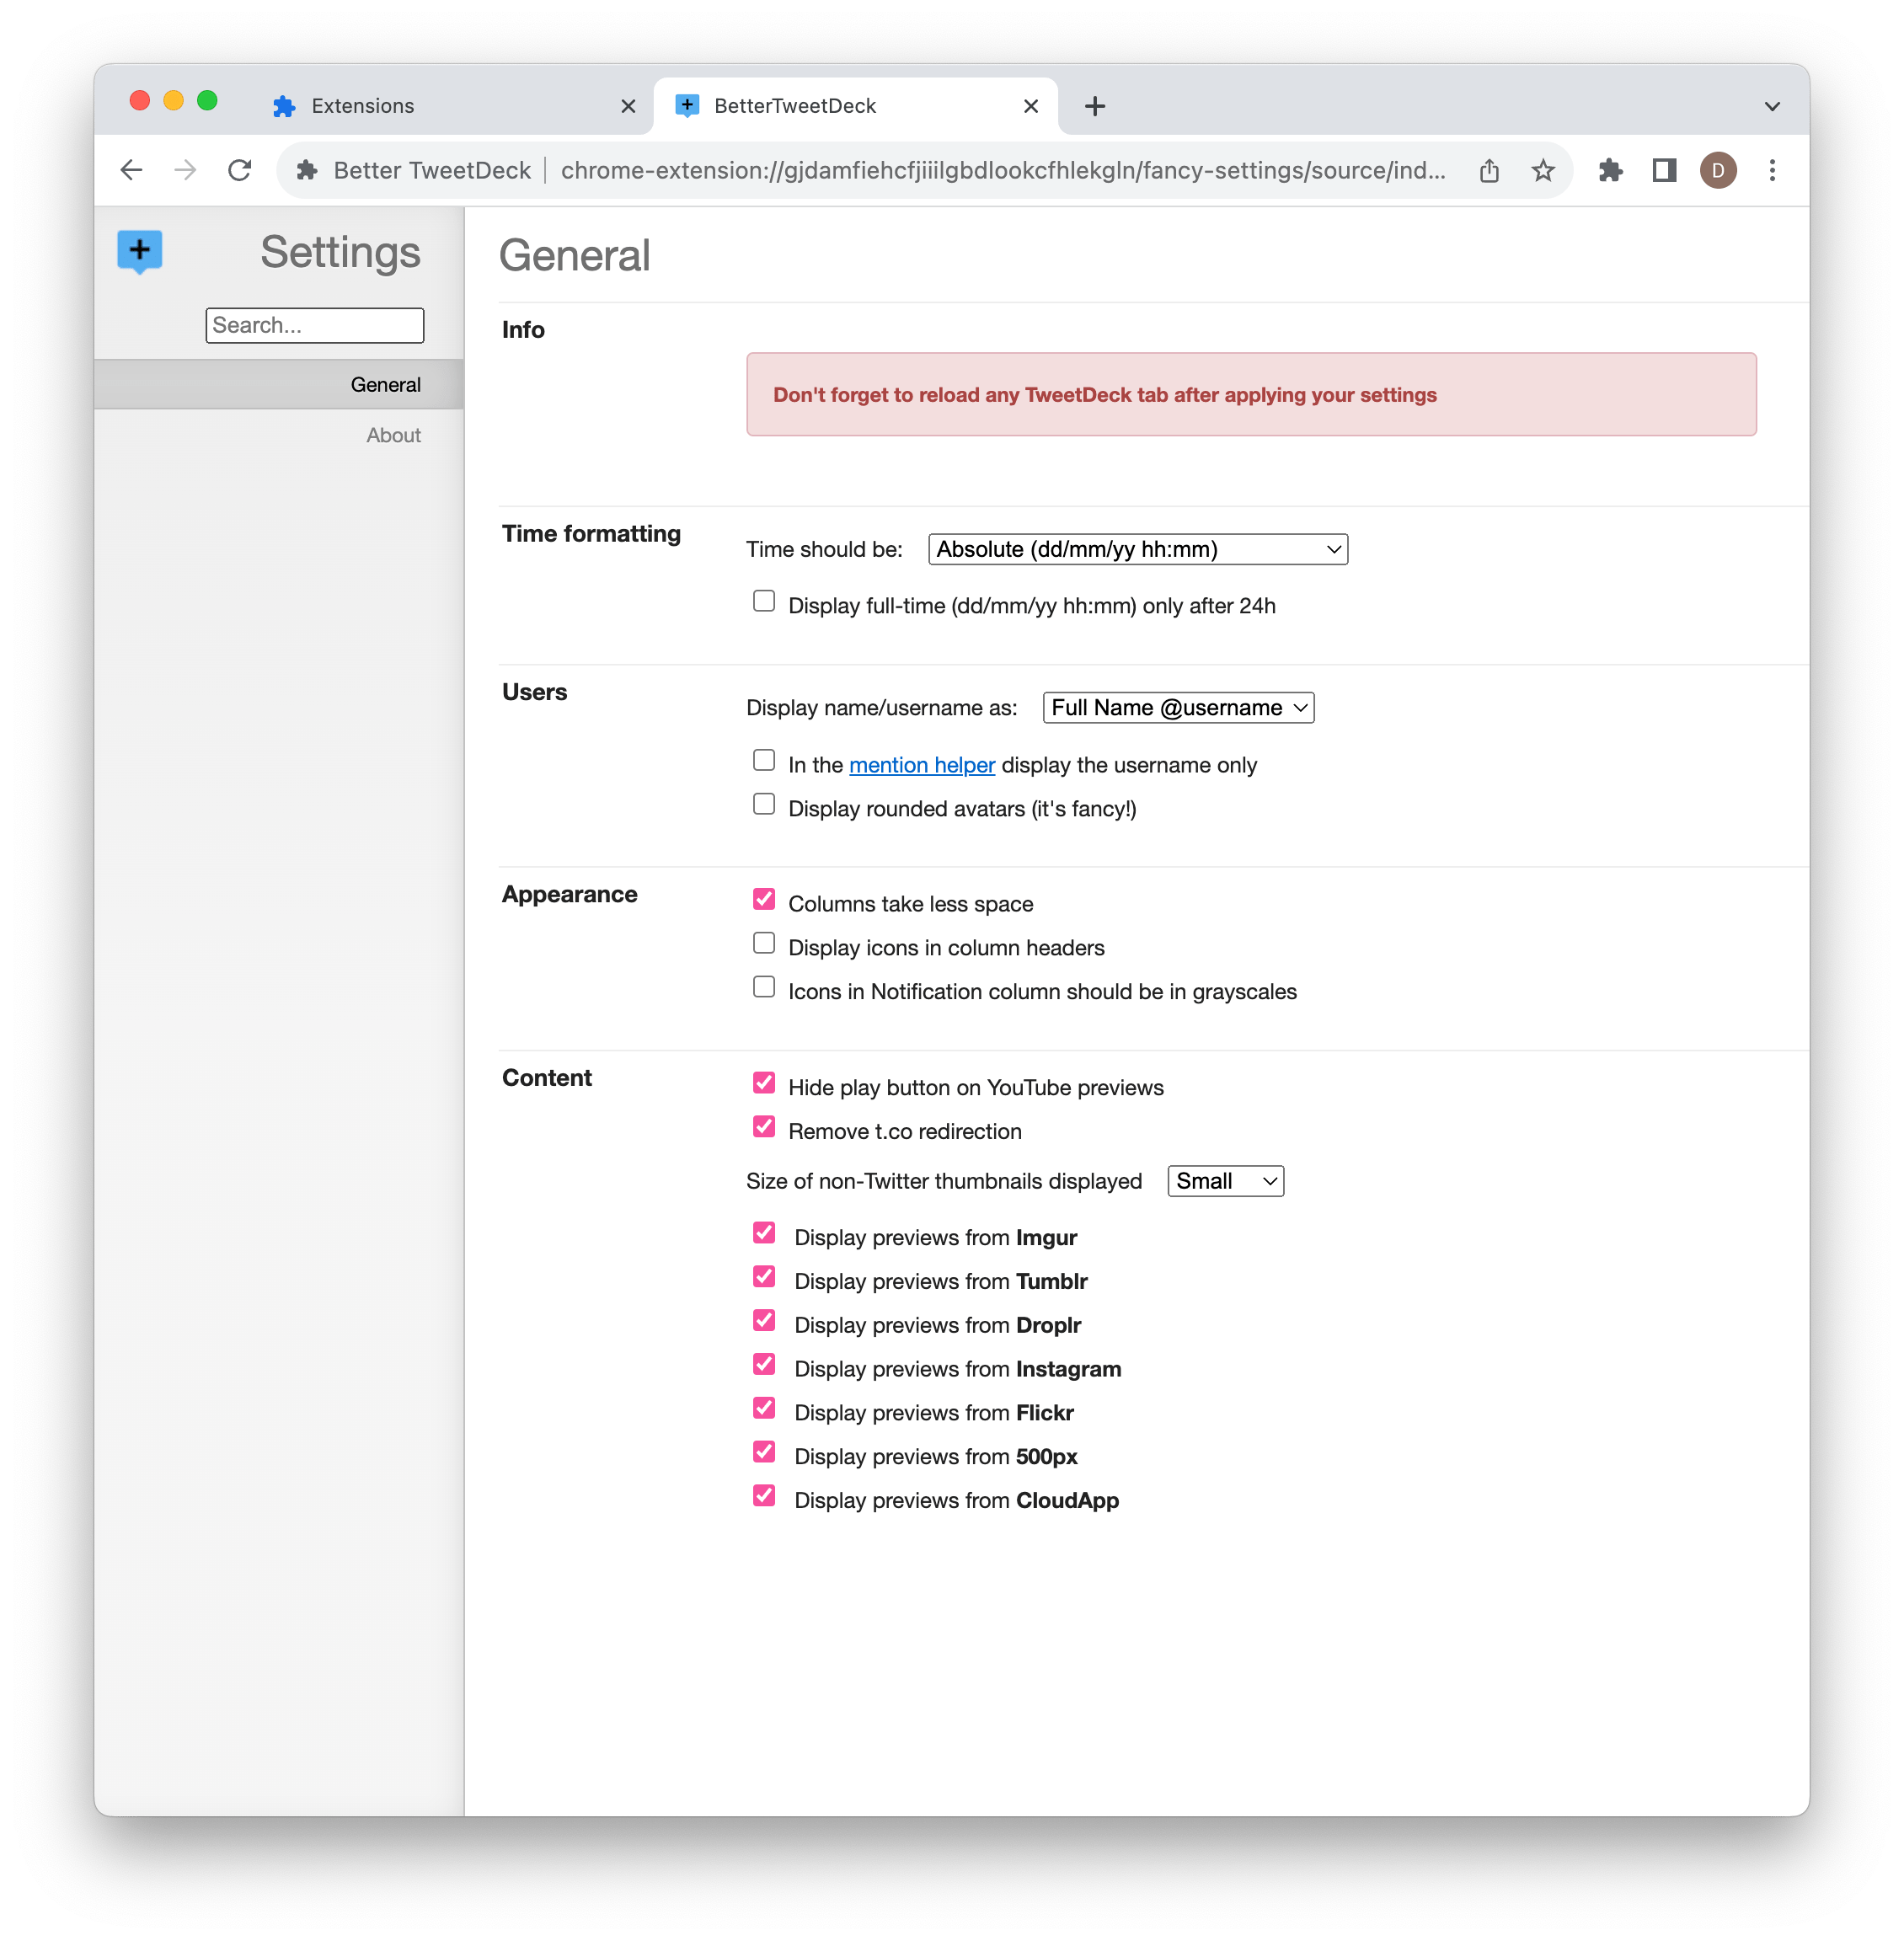 Extensions
BetterTweetDeck
Better TweetDeck
chrome-extension://gjdamfiehcfjiiilgbdlookcfhlekgln/fancy-settings/source/ind...
D
Settings
Search...
General
About
General
Info
Don't forget to reload any TweetDeck tab after applying your settings
Time formatting
Time should be: Absolute (dd/mm/yy hh:mm)
Display full-time (dd/mm/yy hh:mm) only after 24h
Users
Display name/username as: Full Name @username
In the mention helper display the username only
Display rounded avatars (it's fancy!)
Appearance
Columns take less space
Display icons in column headers
Icons in Notification column should be in grayscales
Content
Hide play button on YouTube previews
Remove t.co redirection
Size of non-Twitter thumbnails displayed Small
Display previews from Imgur
Display previews from Tumblr
Display previews from Droplr
Display previews from Instagram
Display previews from Flickr
Display previews from 500px
Display previews from CloudApp